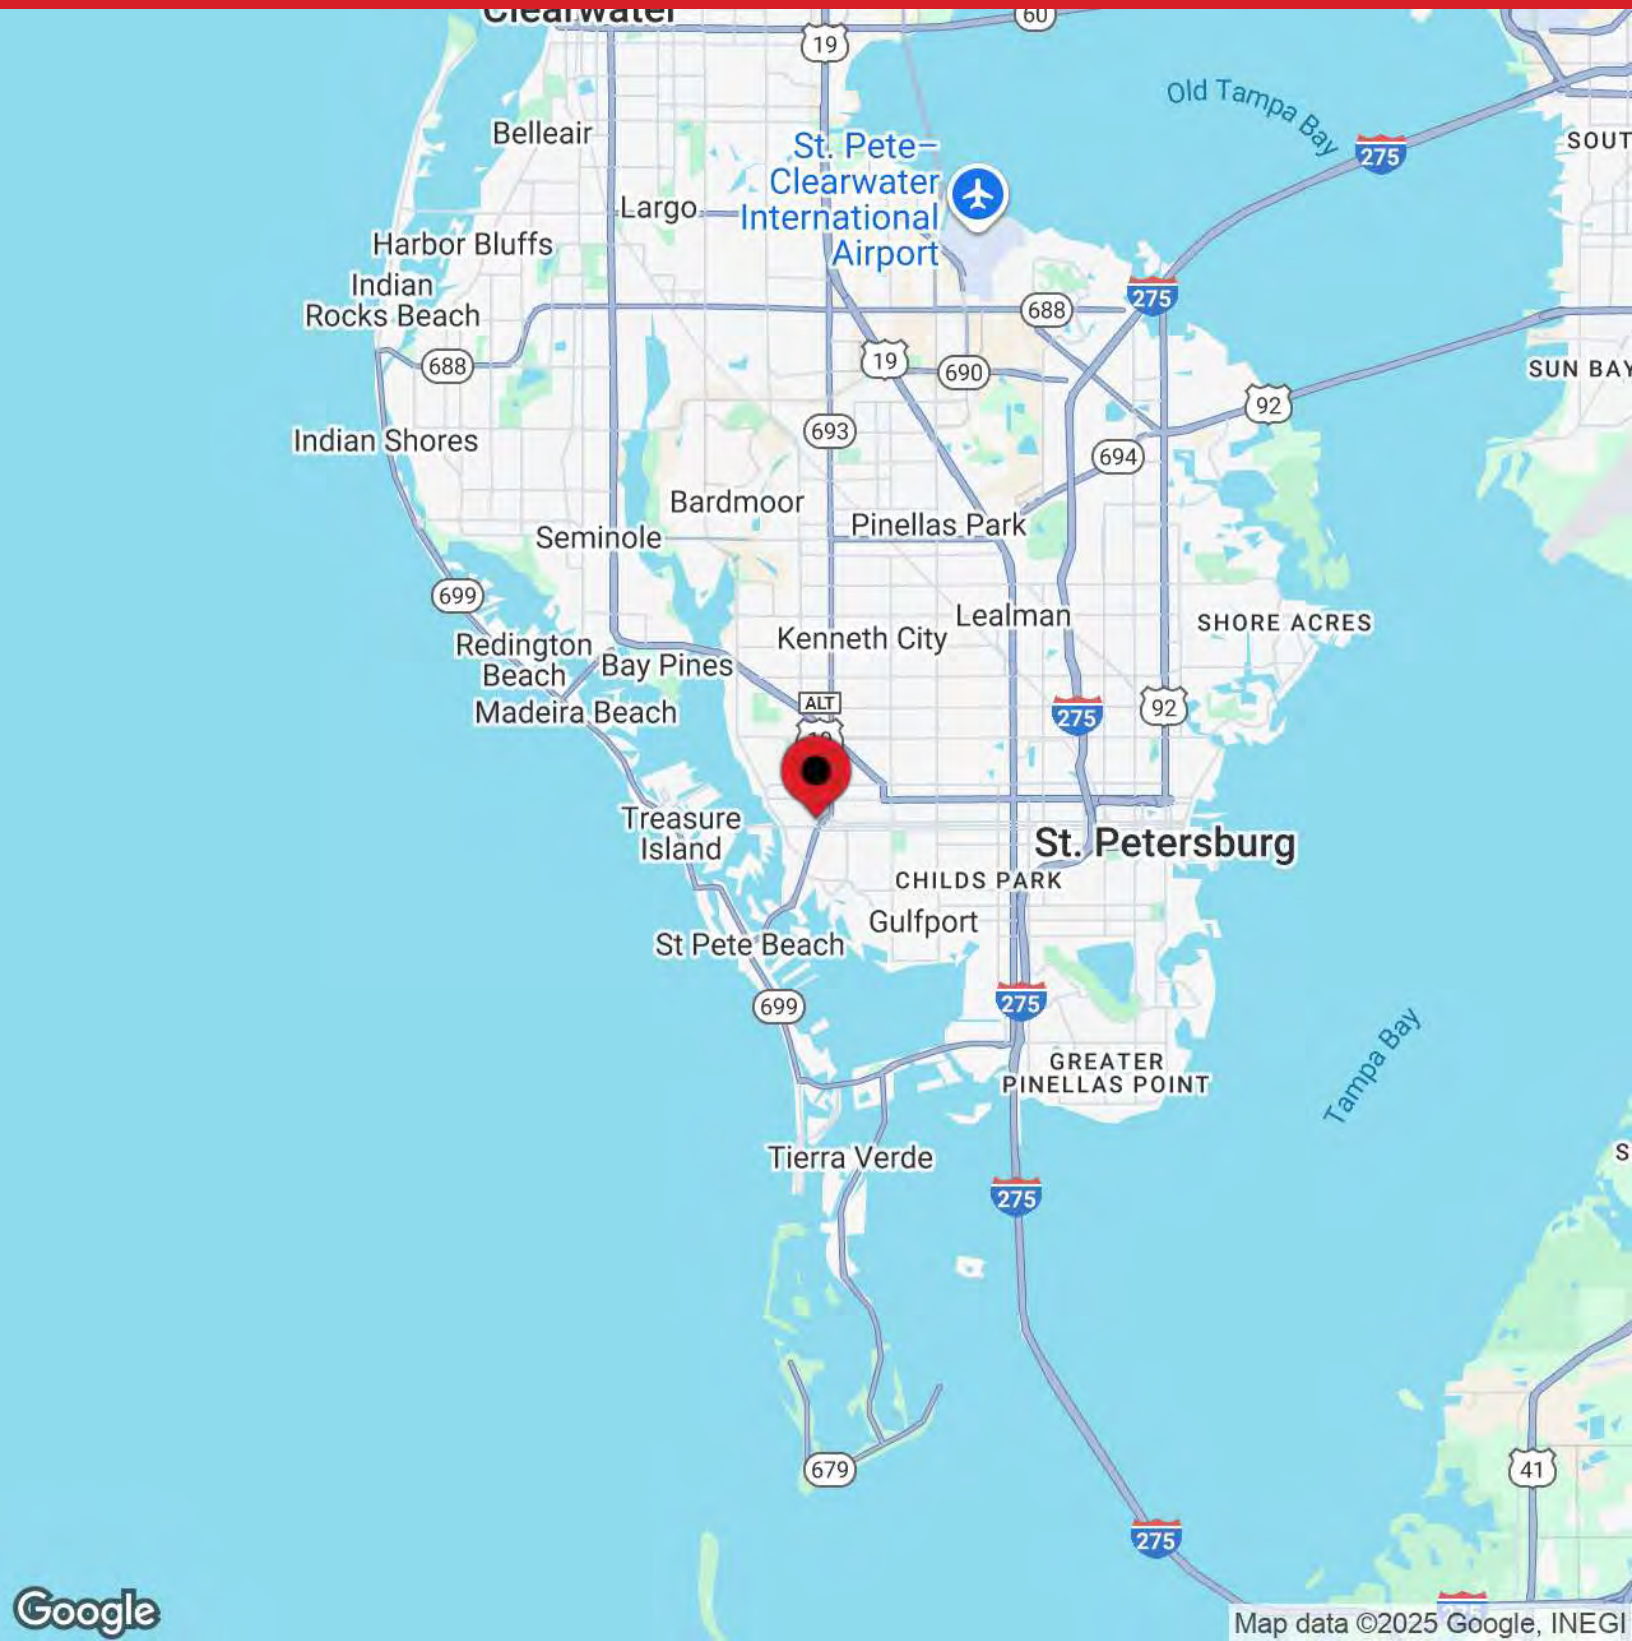 Clearwater
60
19
Old Tampa Bay
Belleair
St. Pete–
Clearwater
International
Airport
275
SOUT
Largo
Harbor Bluffs
Indian
Rocks Beach
275
688
688
19
690
SUN BAY
92
693
Indian Shores
694
Bardmoor
Pinellas Park
Seminole
699
Lealman
SHORE ACRES
Kenneth City
Redington
Beach
Bay Pines
ALT
19
Madeira Beach
275
92
Treasure
Island
St. Petersburg
CHILDS PARK
Gulfport
St Pete Beach
699
275
GREATER
PINELLAS POINT
Tampa Bay
Tierra Verde
S
275
679
41
275
275
Google
Map data ©2025 Google, INEGI